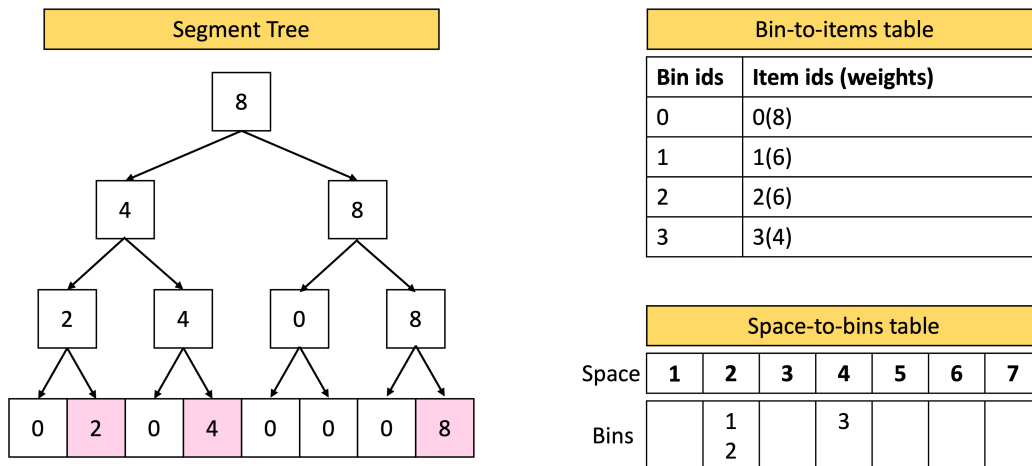 Segment Tree
8
4 8
2 4 0 8
0 2 0 4 0 0 0 8
Bin-to-items table
Bin ids Item ids (weights)
0 0(8)
1 1(6)
2 2(6)
3 3(4)
Space-to-bins table
Space 1 2 3 4 5 6 7
Bins 1 3
2